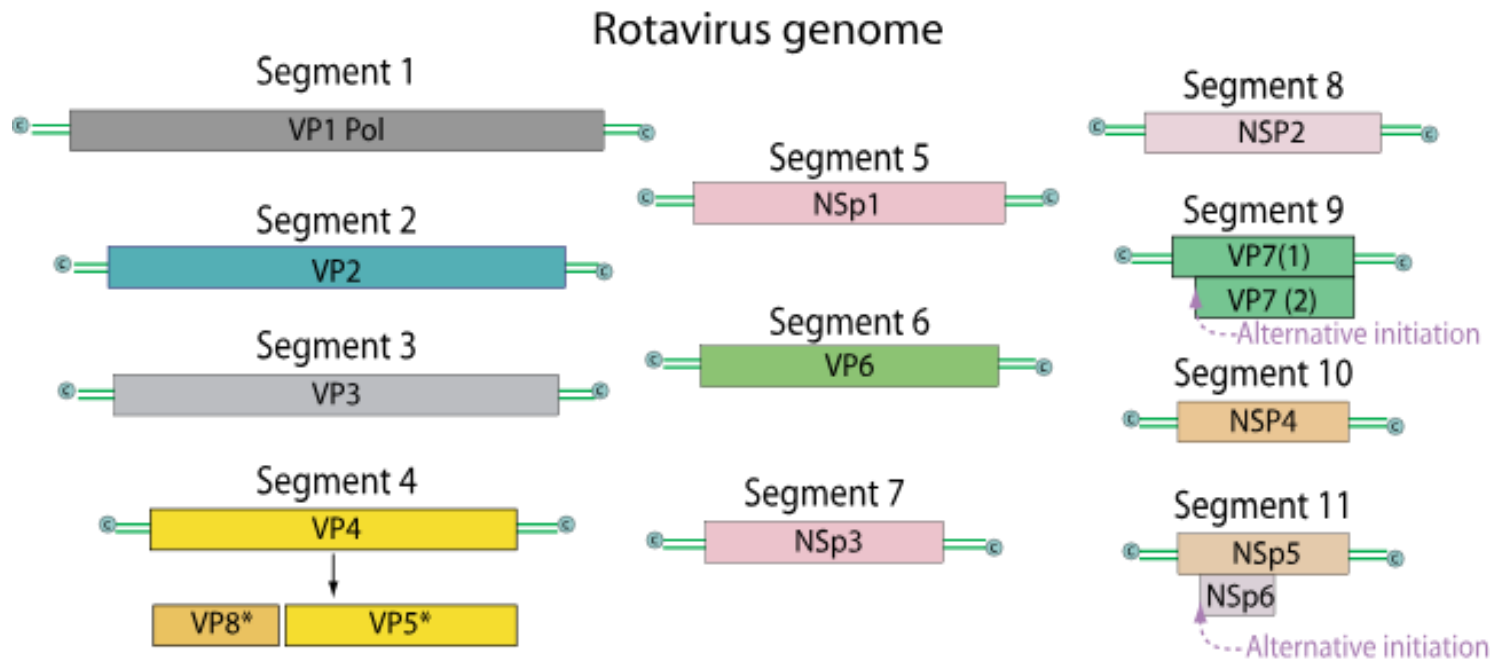 Rotavirus genome
Segment 1
C
VP1 Pol
C
Segment 2
C
VP2
C
Segment 3
C
VP3
C
Segment 4
C
VP4
C
VP8*
VP5*
Segment 5
C
NSp1
C
Segment 6
C
VP6
C
Segment 7
C
NSp3
C
Segment 8
C
NSP2
C
Segment 9
C
VP7(1)
C
VP7 (2)
Alternative initiation
Segment 10
C
NSP4
C
Segment 11
C
NSp5
C
NSp6
Alternative initiation